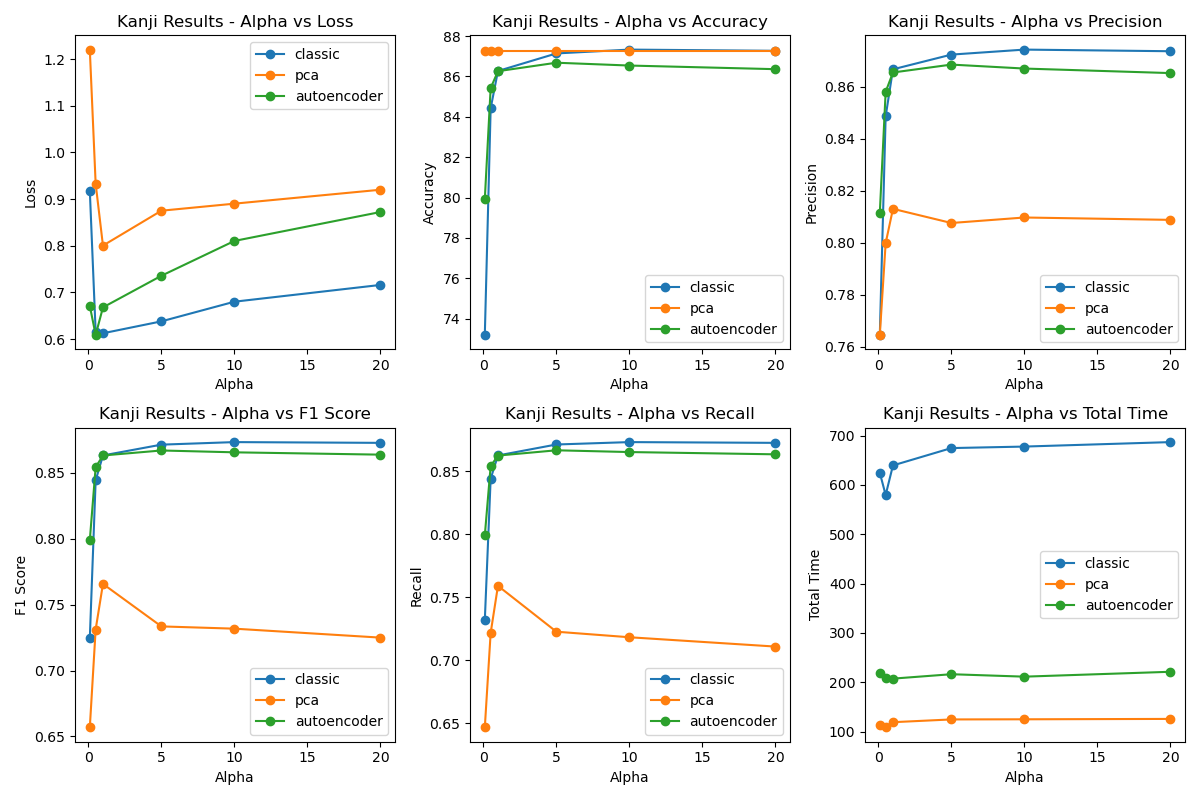 Kanji Results - Alpha vs Loss
1.2
1.1
1.0
0.9
0.8
0.7
0.6
Loss
0
5
10
15
20
Alpha
classic
pca
autoencoder
Kanji Results - Alpha vs Accuracy
88
86
84
82
80
78
76
74
Accuracy
0
5
10
15
20
Alpha
classic
pca
autoencoder
Kanji Results - Alpha vs Precision
0.86
0.84
0.82
0.80
0.78
0.76
Precision
0
5
10
15
20
Alpha
classic
pca
autoencoder
Kanji Results - Alpha vs F1 Score
0.85
0.80
0.75
0.70
0.65
F1 Score
0
5
10
15
20
Alpha
classic
pca
autoencoder
Kanji Results - Alpha vs Recall
0.85
0.80
0.75
0.70
0.65
Recall
0
5
10
15
20
Alpha
classic
pca
autoencoder
Kanji Results - Alpha vs Total Time
700
600
500
400
300
200
100
Total Time
0
5
10
15
20
Alpha
classic
pca
autoencoder